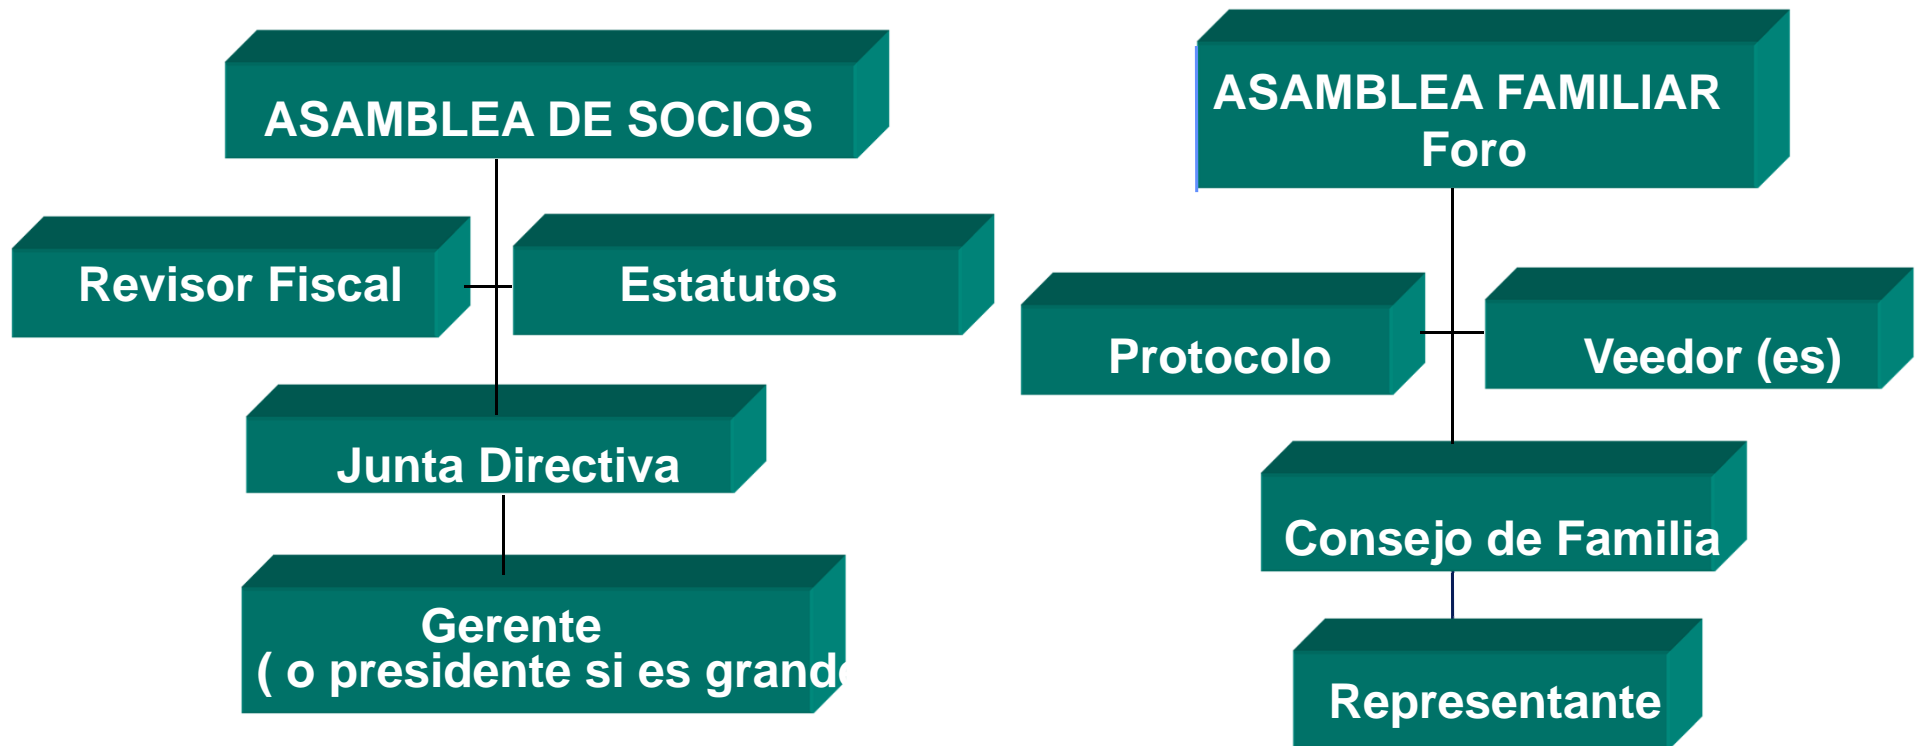 ASAMBLEA DE SOCIOS
Revisor Fiscal
Estatutos
Junta Directiva
Gerente
( o presidente si es grande
ASAMBLEA FAMILIAR
Foro
Protocolo
Veedor (es)
Consejo de Familia
Representante